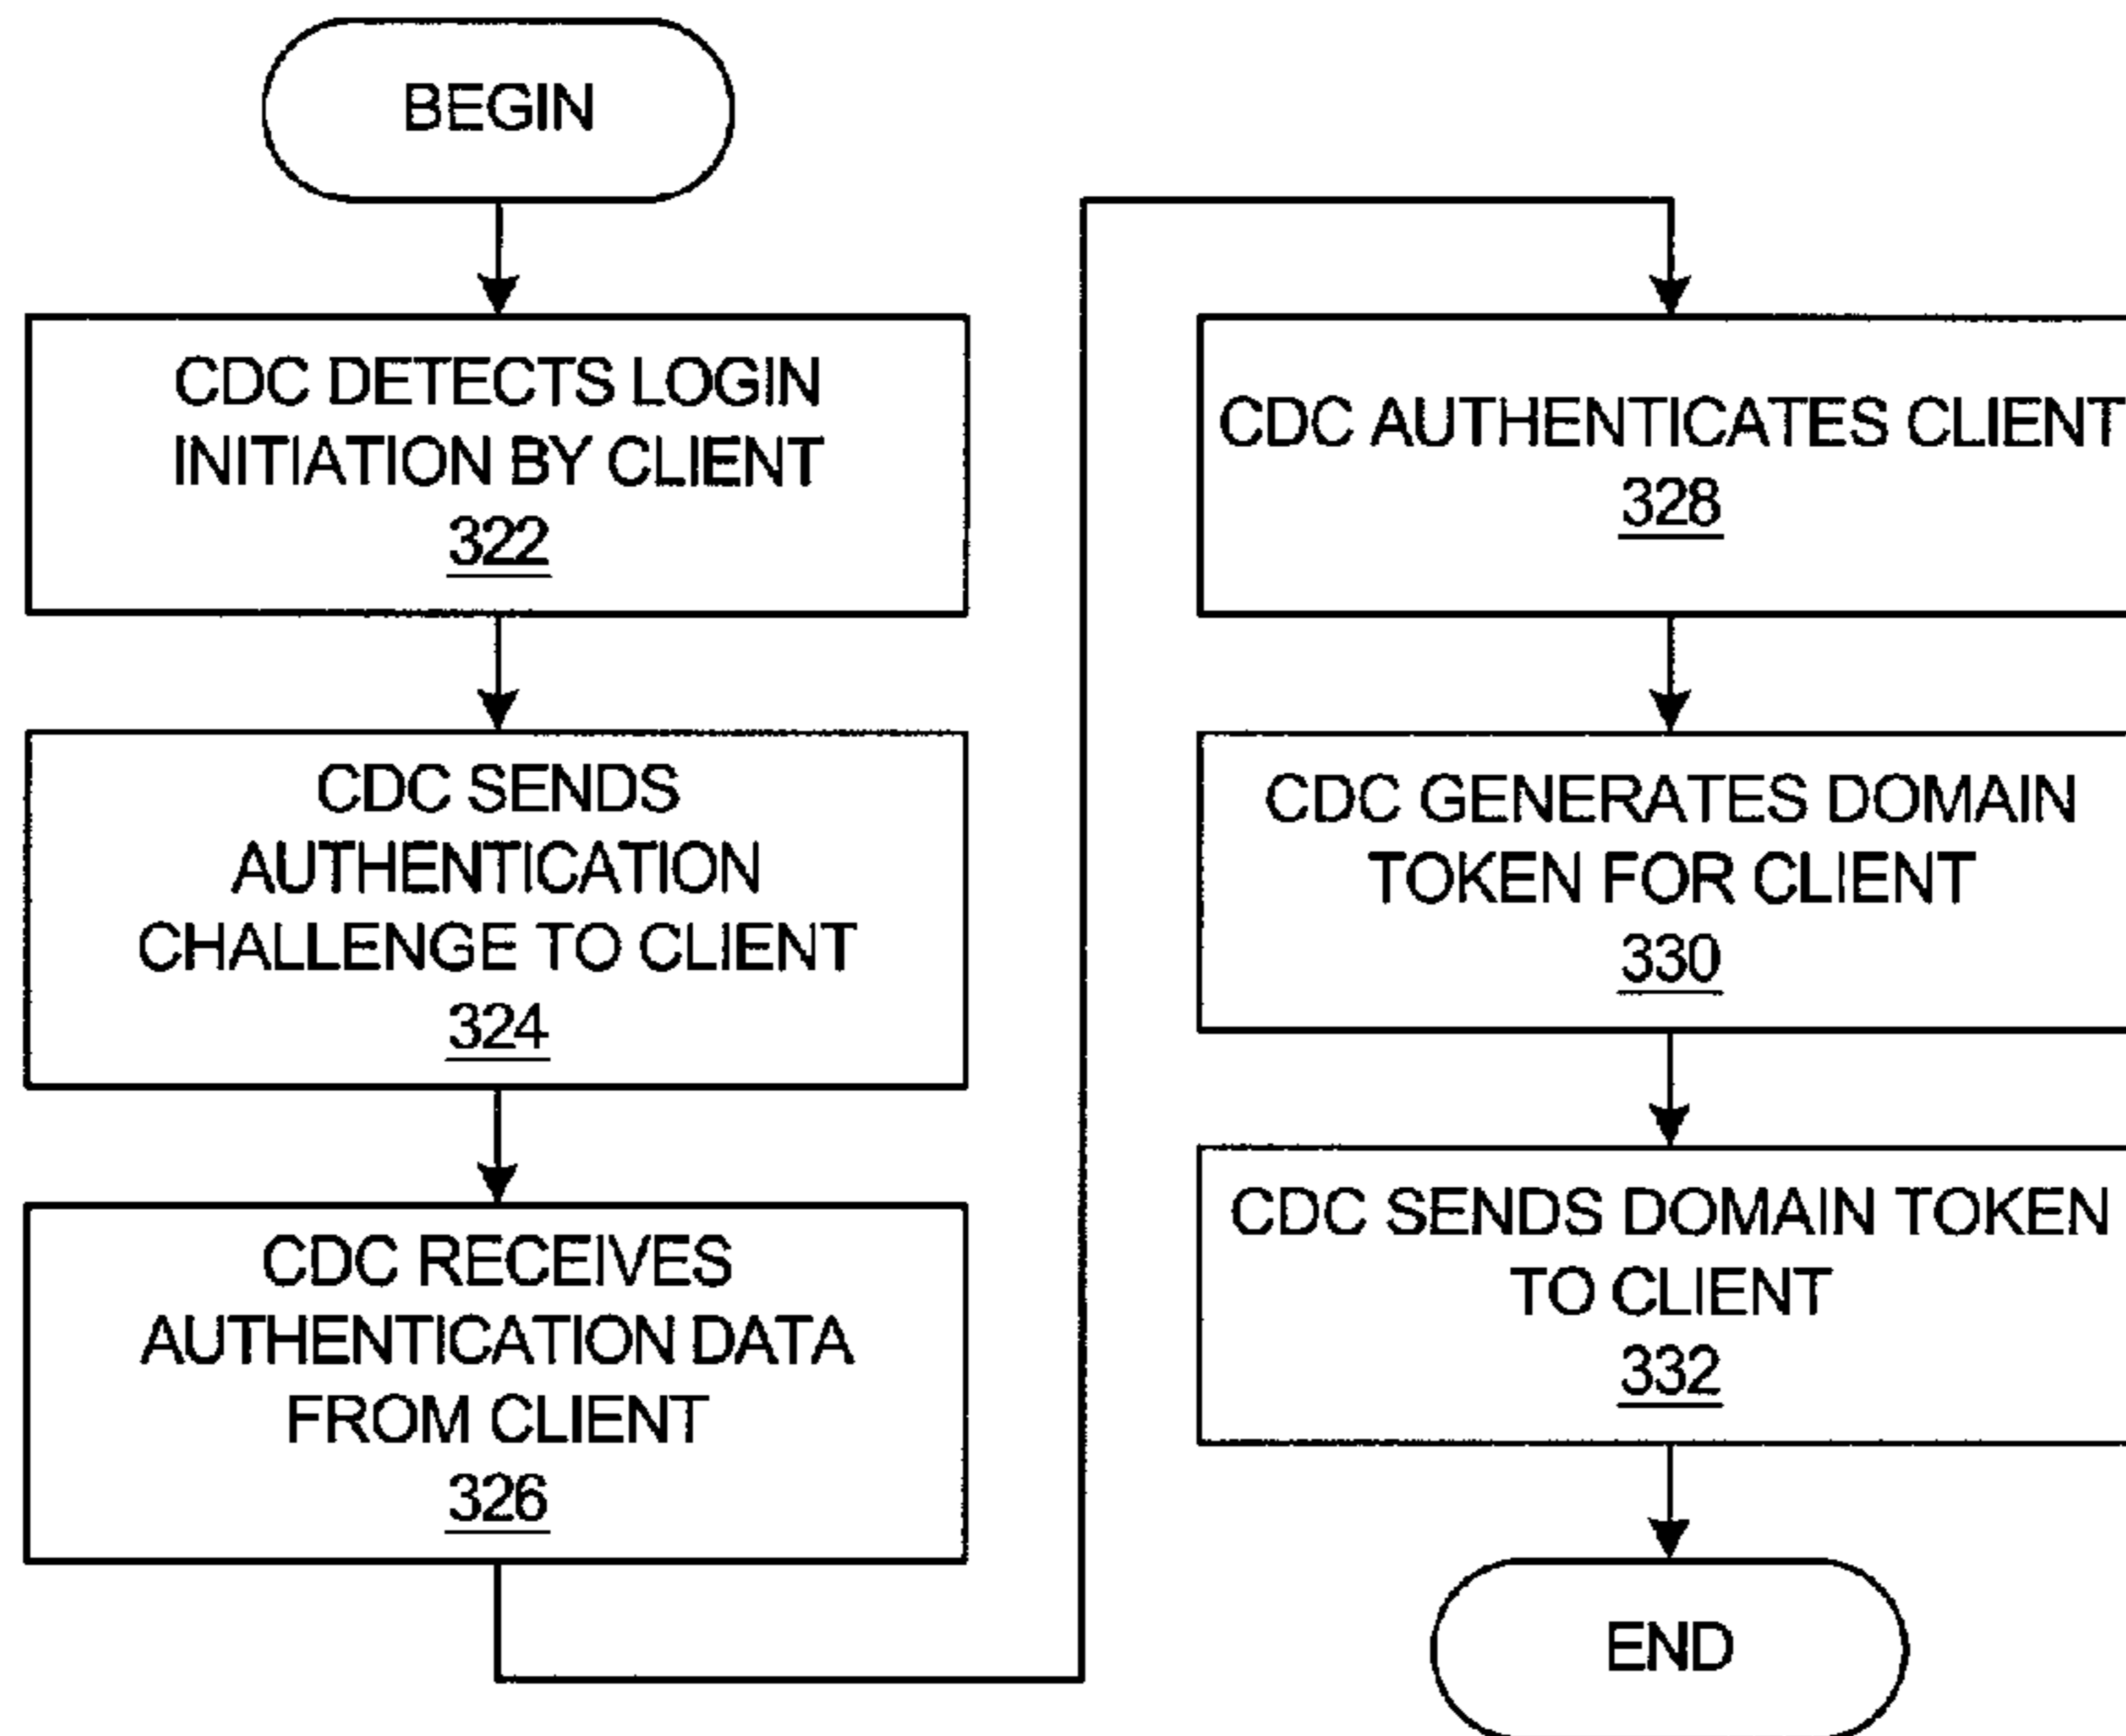 BEGIN
CDC DETECTS LOGIN
INITIATION BY CLIENT
322
CDC SENDS
AUTHENTICATION
CHALLENGE TO CLIENT
324
CDC RECEIVES
AUTHENTICATION DATA
FROM CLIENT
326
CDC AUTHENTICATES CLIENT
328
CDC GENERATES DOMAIN
TOKEN FOR CLIENT
330
CDC SENDS DOMAIN TOKEN
TO CLIENT
332
END